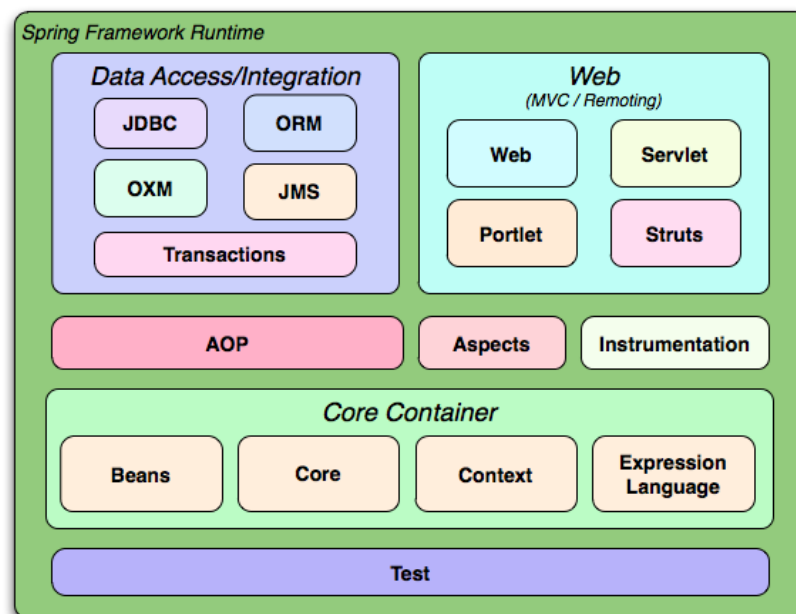 Spring Framework Runtime
Data Access/Integration
JDBC
ORM
OXM
JMS
Transactions
Web
(MVC / Remoting)
Web
Servlet
Portlet
Struts
AOP
Aspects
Instrumentation
Core Container
Beans
Core
Context
Expression
Language
Test